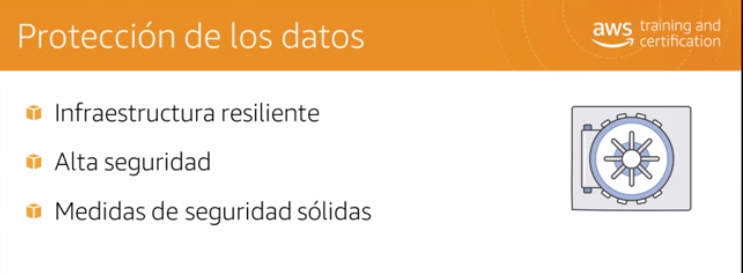 Protección de los datos
aws training and
certification
Infraestructura resiliente
Alta seguridad
Medidas de seguridad sólidas